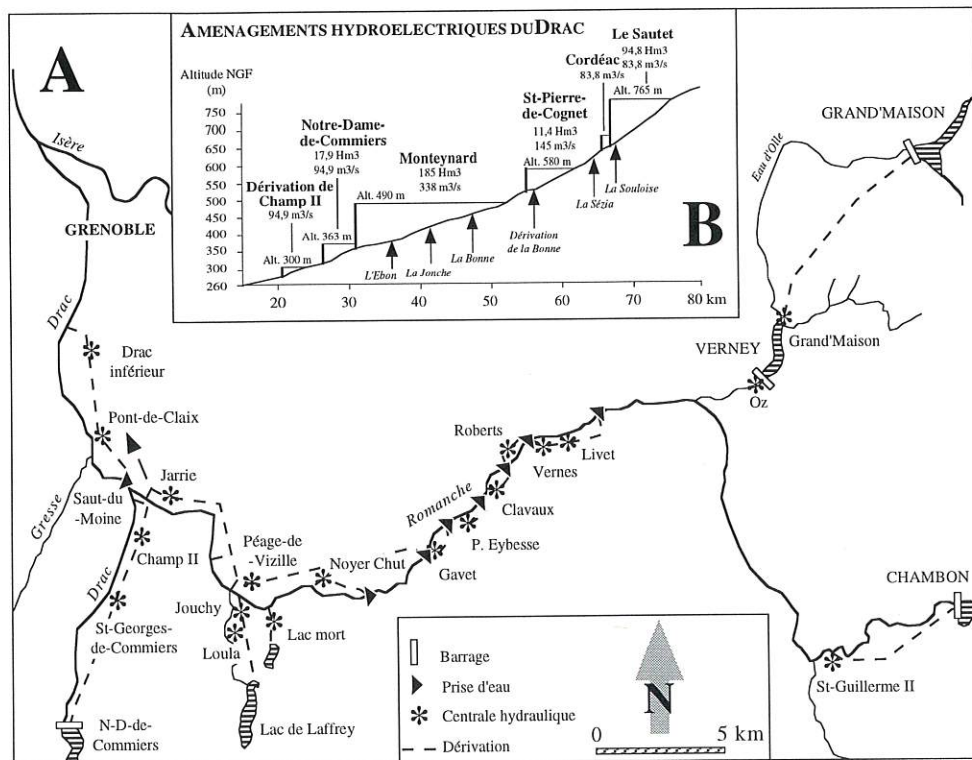 A
AMENAGEMENTS HYDROELECTRIQUES DU DRAC
Altitude NGF
(m)
750
700
650
600
550
500
450
400
350
300
260
20
30
40
50
60
70
80 km
Dérivation de
Champ II
94,9 m3/s
Alt. 300 m
Notre-Dame-
de-Commiers
17,9 Hm3
94,9 m3/s
Alt. 363 m
Monteynard
185 Hm3
338 m3/s
Alt. 490 m
St-Pierre-
de-Cognet
11,4 Hm3
145 m3/s
Alt. 580 m
Cordéac
83,8 m3/s
Le Sautet
94,8 Hm3
83,8 m3/s
Alt. 765 m
L'Ebon
La Jonche
La Bonne
Dérivation
de la Bonne
La Sézia
La Souloise
B
Isère
GRENOBLE
Drac
Drac
inférieur
Pont-de-Claix
Saut-du
-Moine
Gresse
Jarrie
Champ II
Drac
St-Georges-
de-Commiers
N-D-de-
Commiers
Péage-de
-Vizille
Jouchy
Loula
Lac mort
Lac de Laffrey
Noyer Chut
Romanche
Gavet
P. Eybesse
Clavaux
Roberts
Vernes
Livet
GRAND'MAISON
Eau d'Olle
Grand'Maison
VERNEY
Oz
CHAMBON
St-Guillerme II
Barrage
Prise d'eau
Centrale hydraulique
Dérivation
N
0
5 km